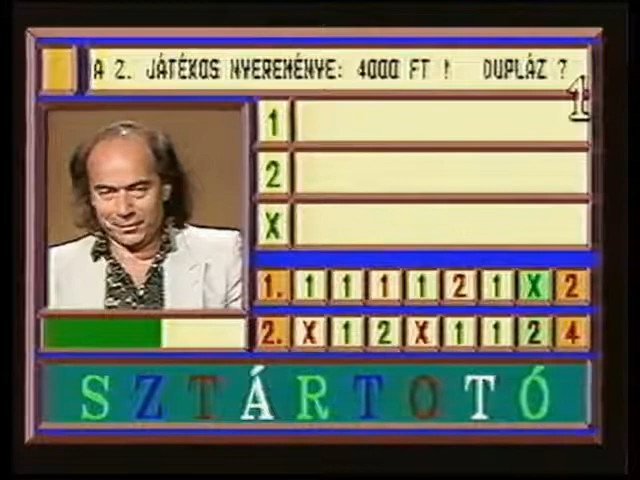 A 2. JÁTÉKOS NYEREMÉNYE: 4000 FT ! DUPLÁZ ?
1
1
2
X
1. 1 1 1 1 2 1 X 2
2. X 1 2 X 1 1 2 4
SZTÁRTOTÓ